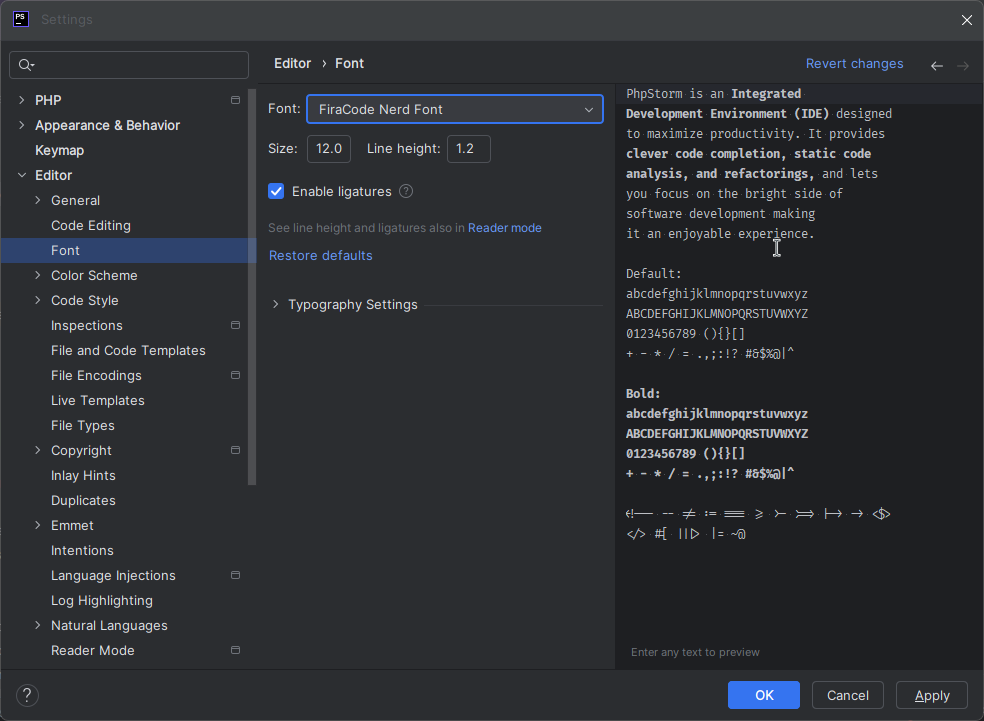 PS
Settings
Editor › Font
Revert changes
PHP
Appearance & Behavior
Keymap
Editor
General
Code Editing
Font
Color Scheme
Code Style
Inspections
File and Code Templates
File Encodings
Live Templates
File Types
Copyright
Inlay Hints
Duplicates
Emmet
Intentions
Language Injections
Log Highlighting
Natural Languages
Reader Mode
Font: FiraCode Nerd Font
Size: 12.0 Line height: 1.2
Enable ligatures ?
See line height and ligatures also in Reader mode
Restore defaults
Typography Settings
PhpStorm is an Integrated
Development Environment (IDE) designed
to maximize productivity. It provides
clever code completion, static code
analysis, and refactorings, and lets
you focus on the bright side of
software development making
it an enjoyable experience.
Default:
abcdefghijklmnopqrstuvwxyz
ABCDEFGHIJKLMNOPQRSTUVWXYZ
0123456789 (){}[]
+ - * / = .,;:!? #&$%@|^
Bold:
abcdefghijklmnopqrstuvwxyz
ABCDEFGHIJKLMNOPQRSTUVWXYZ
0123456789 (){}[]
+ - * / = .,;:!? #&$%@|^
<!-- -- != := === >= >- >=> |-> -> <$>
</> #[ ||> |= ~@
Enter any text to preview
?
OK
Cancel
Apply